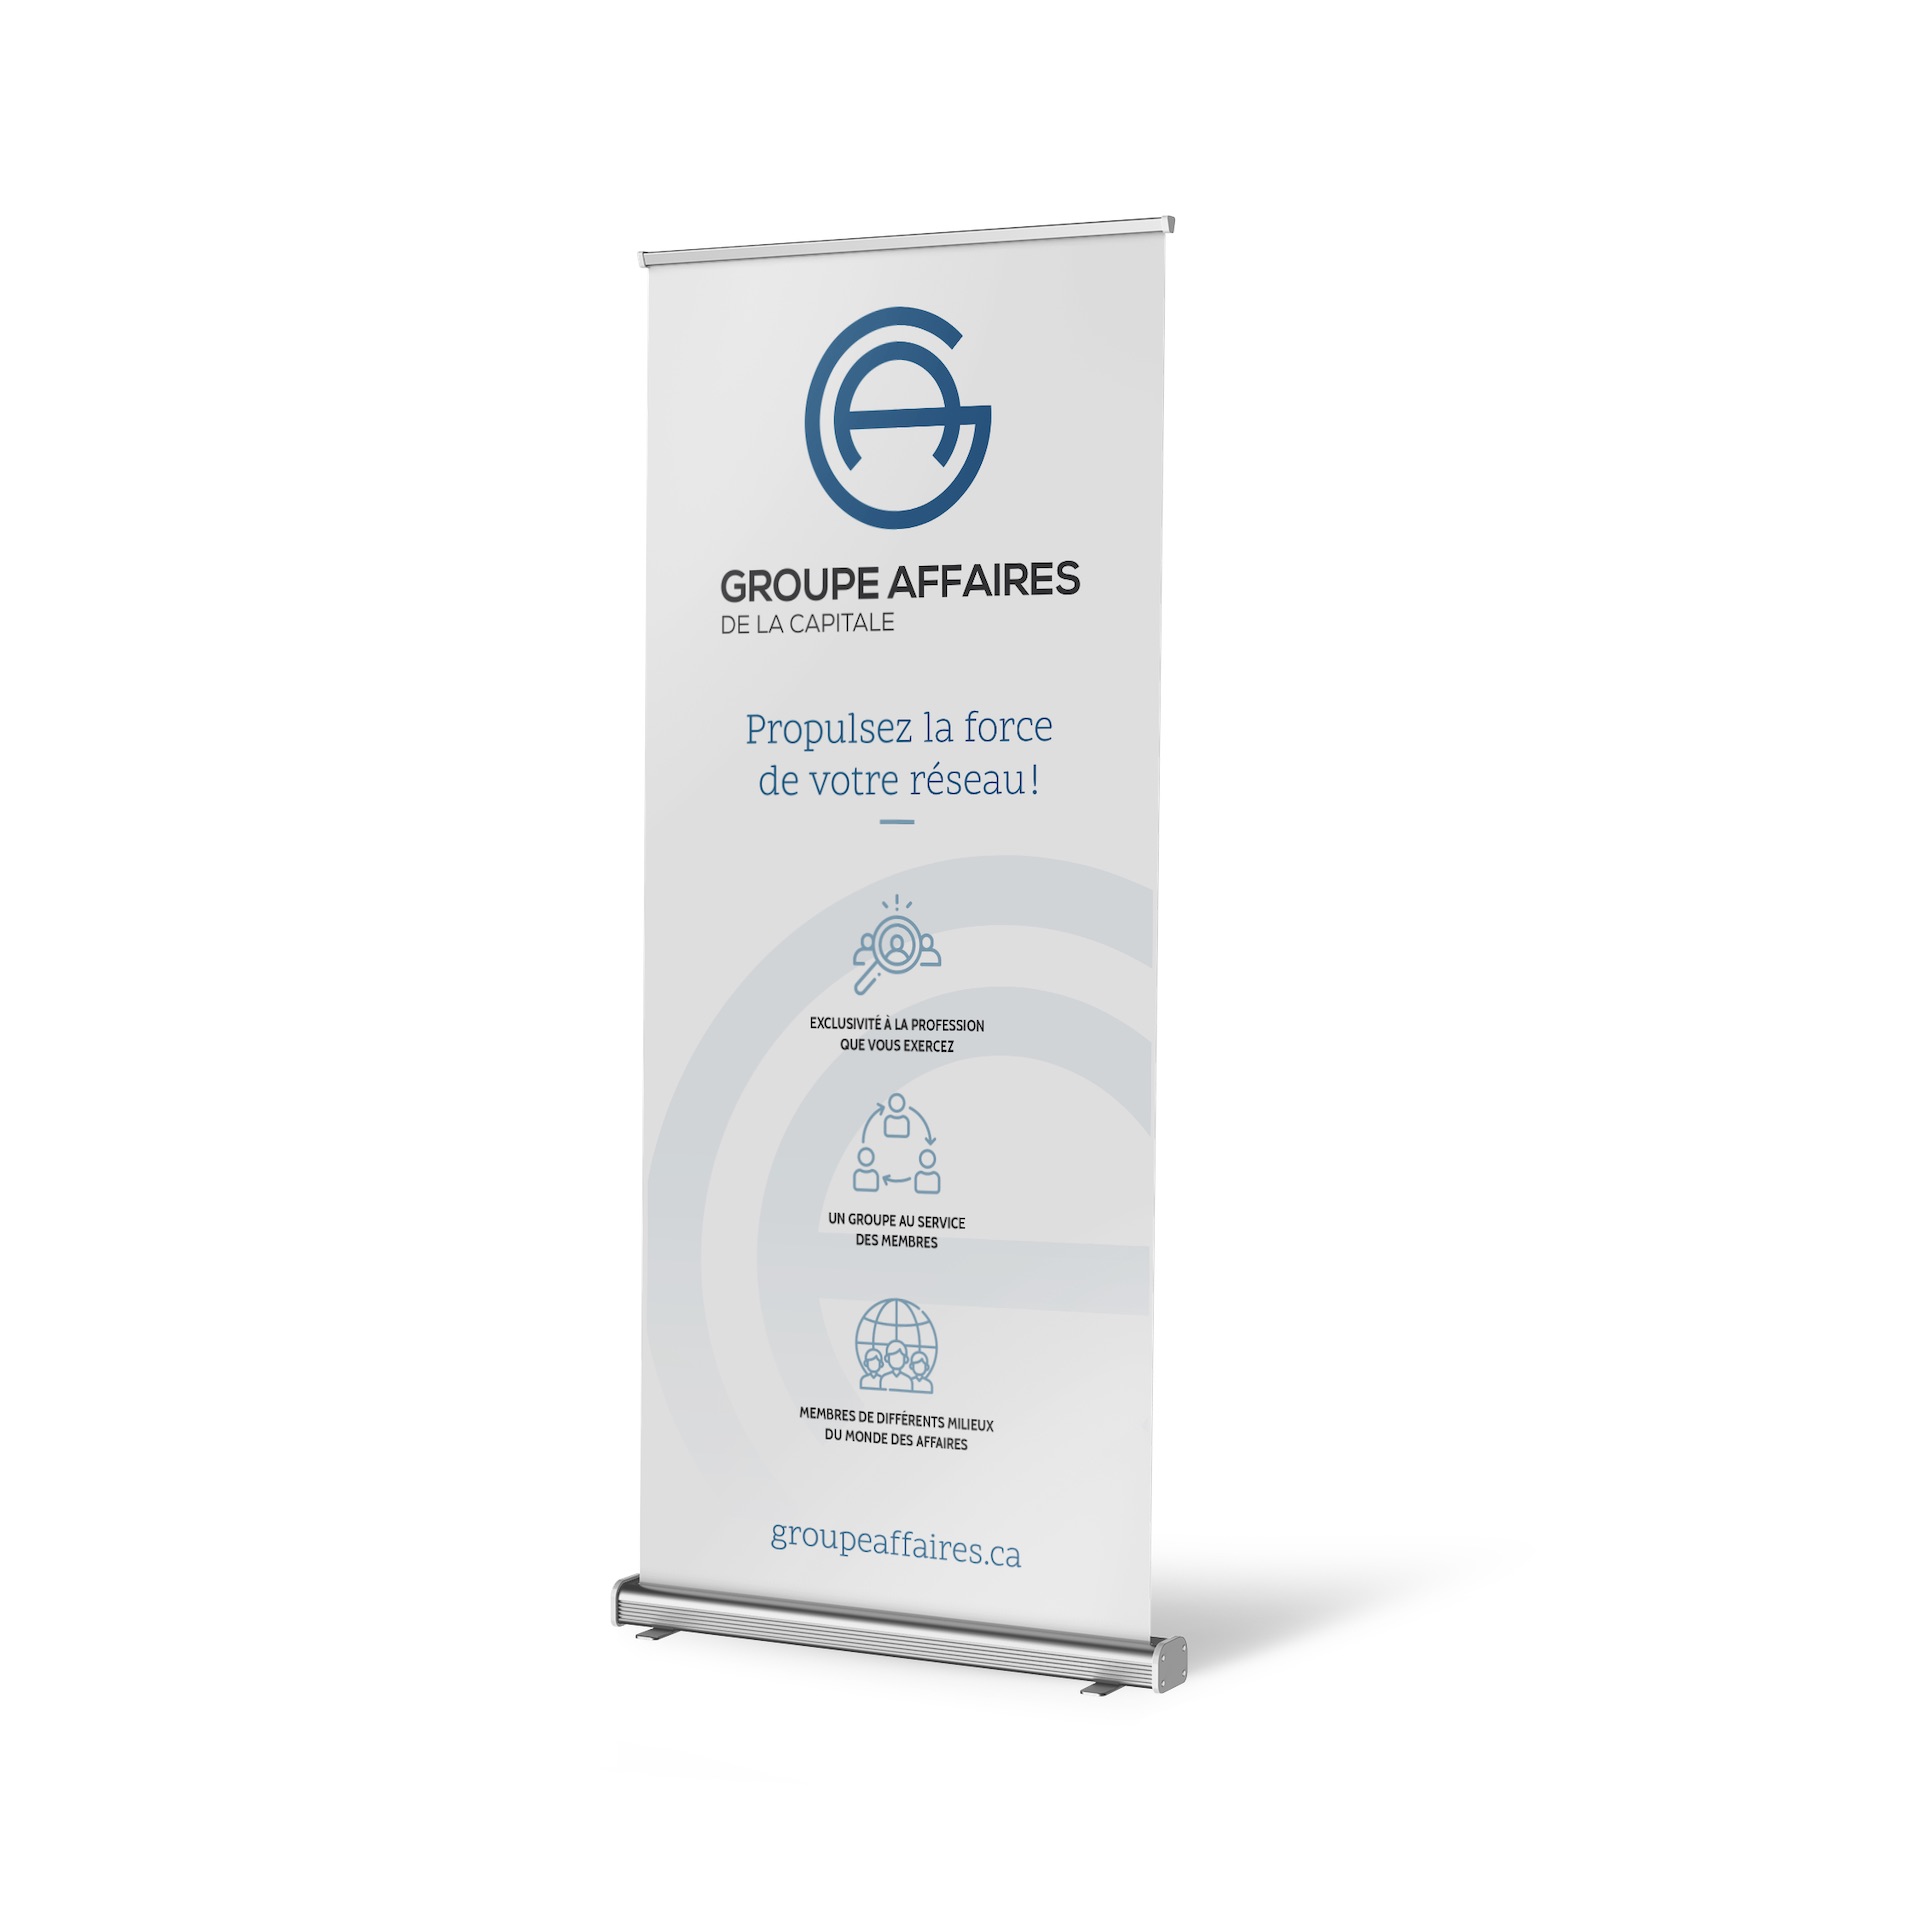 GROUPE AFFAIRES
DE LA CAPITALE
Propulsez la force
de votre réseau!
EXCLUSIVITÉ À LA PROFESSION
QUE VOUS EXERCEZ
UN GROUPE AU SERVICE
DES MEMBRES
MEMBRES DE DIFFÉRENTS MILIEUX
DU MONDE DES AFFAIRES
groupeaffaires.ca